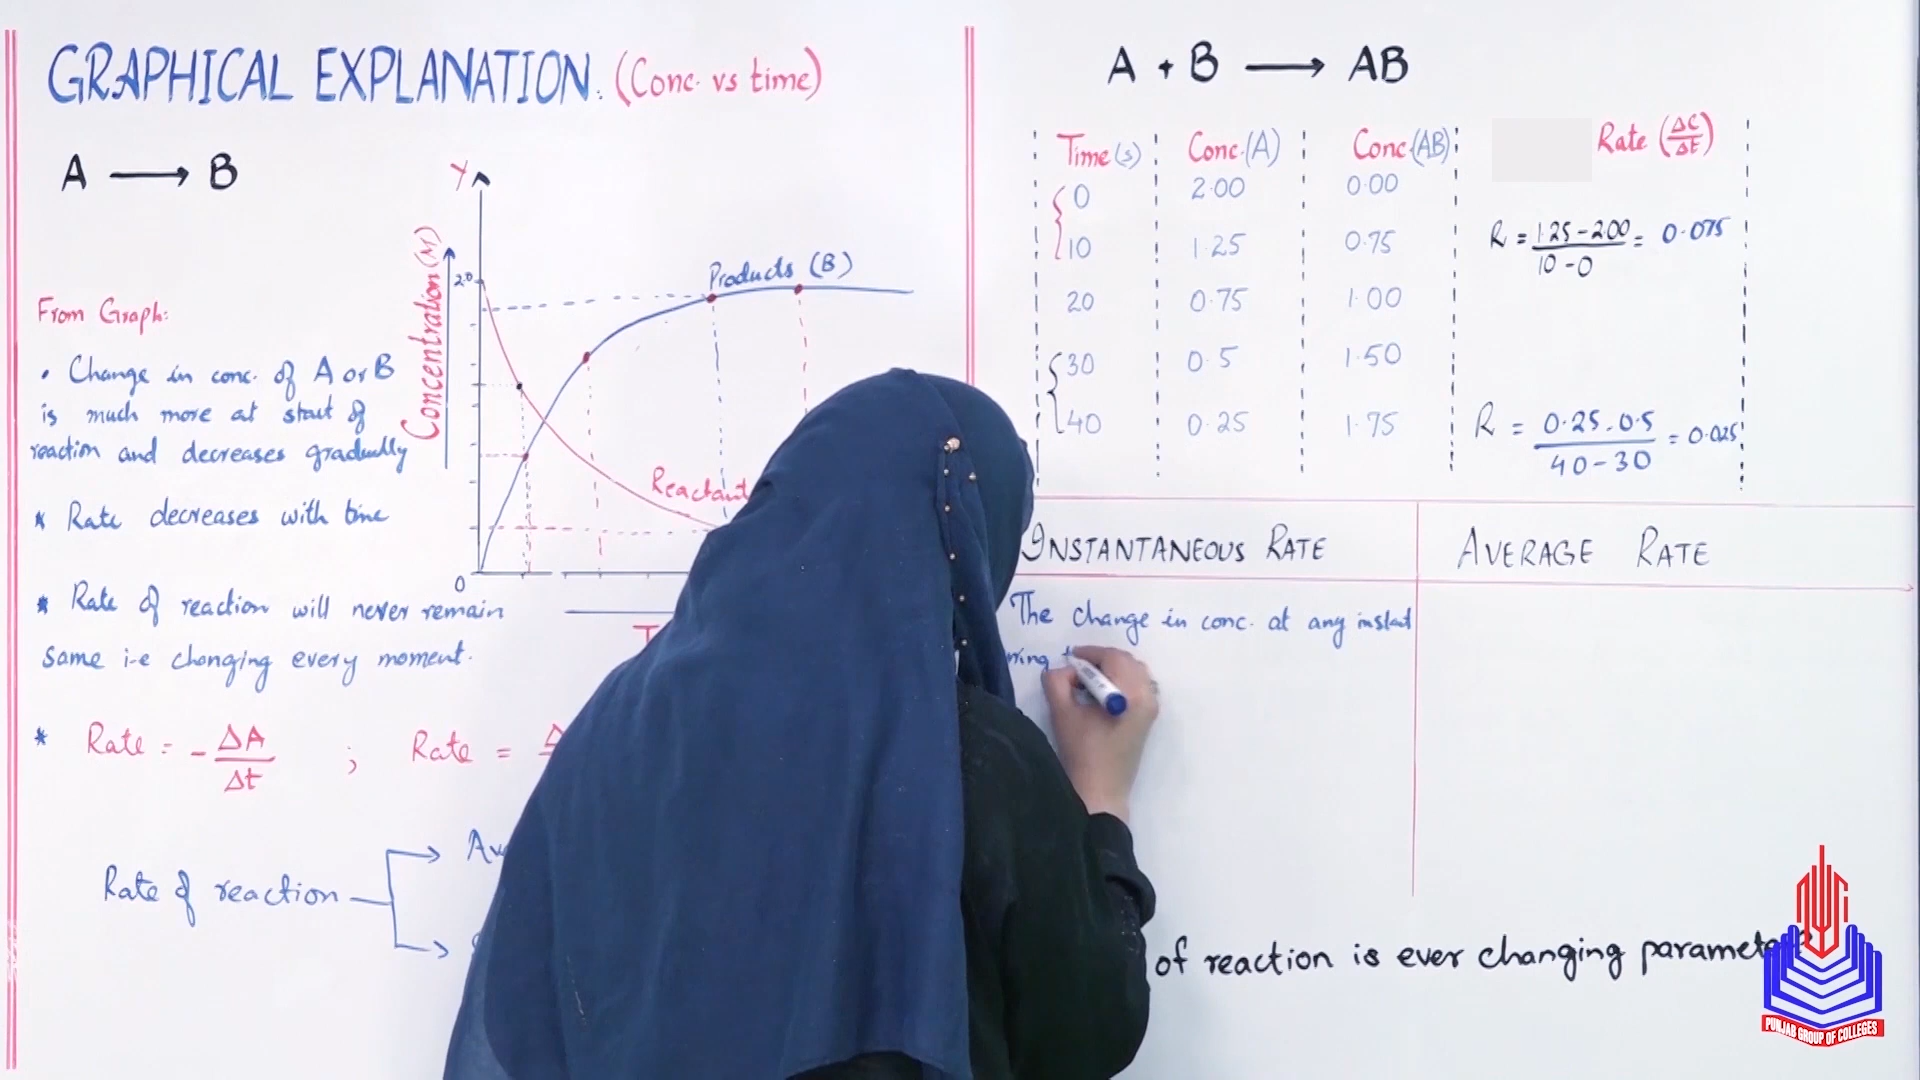 GRAPHICAL EXPLANATION. (Conc. vs time)
A ⟶ B
From Graph:
• Change in conc. of A or B
is much more at start of
reaction and decreases gradually
* Rate decreases with time
* Rate of reaction will never remain
same i-e changing every moment.
* Rate = - ΔA/Δt ; Rate =
Rate of reaction
Y
Concentration (M)
2.0
0
Products (B)
Reactant
A + B ⟶ AB
Time (s) Conc. (A) Conc. (AB) Rate (ΔC/Δt)
0 2.00 0.00
10 1.25 0.75 R = 1.25 - 200 / 10 - 0 = 0.075
20 0.75 1.00
30 0.5 1.50
40 0.25 1.75 R = 0.25 - 0.5 / 40 - 30 = 0.025
INSTANTANEOUS RATE AVERAGE RATE
The change in conc. at any instant
of reaction is ever changing parameter
PUNJAB GROUP OF COLLEGES